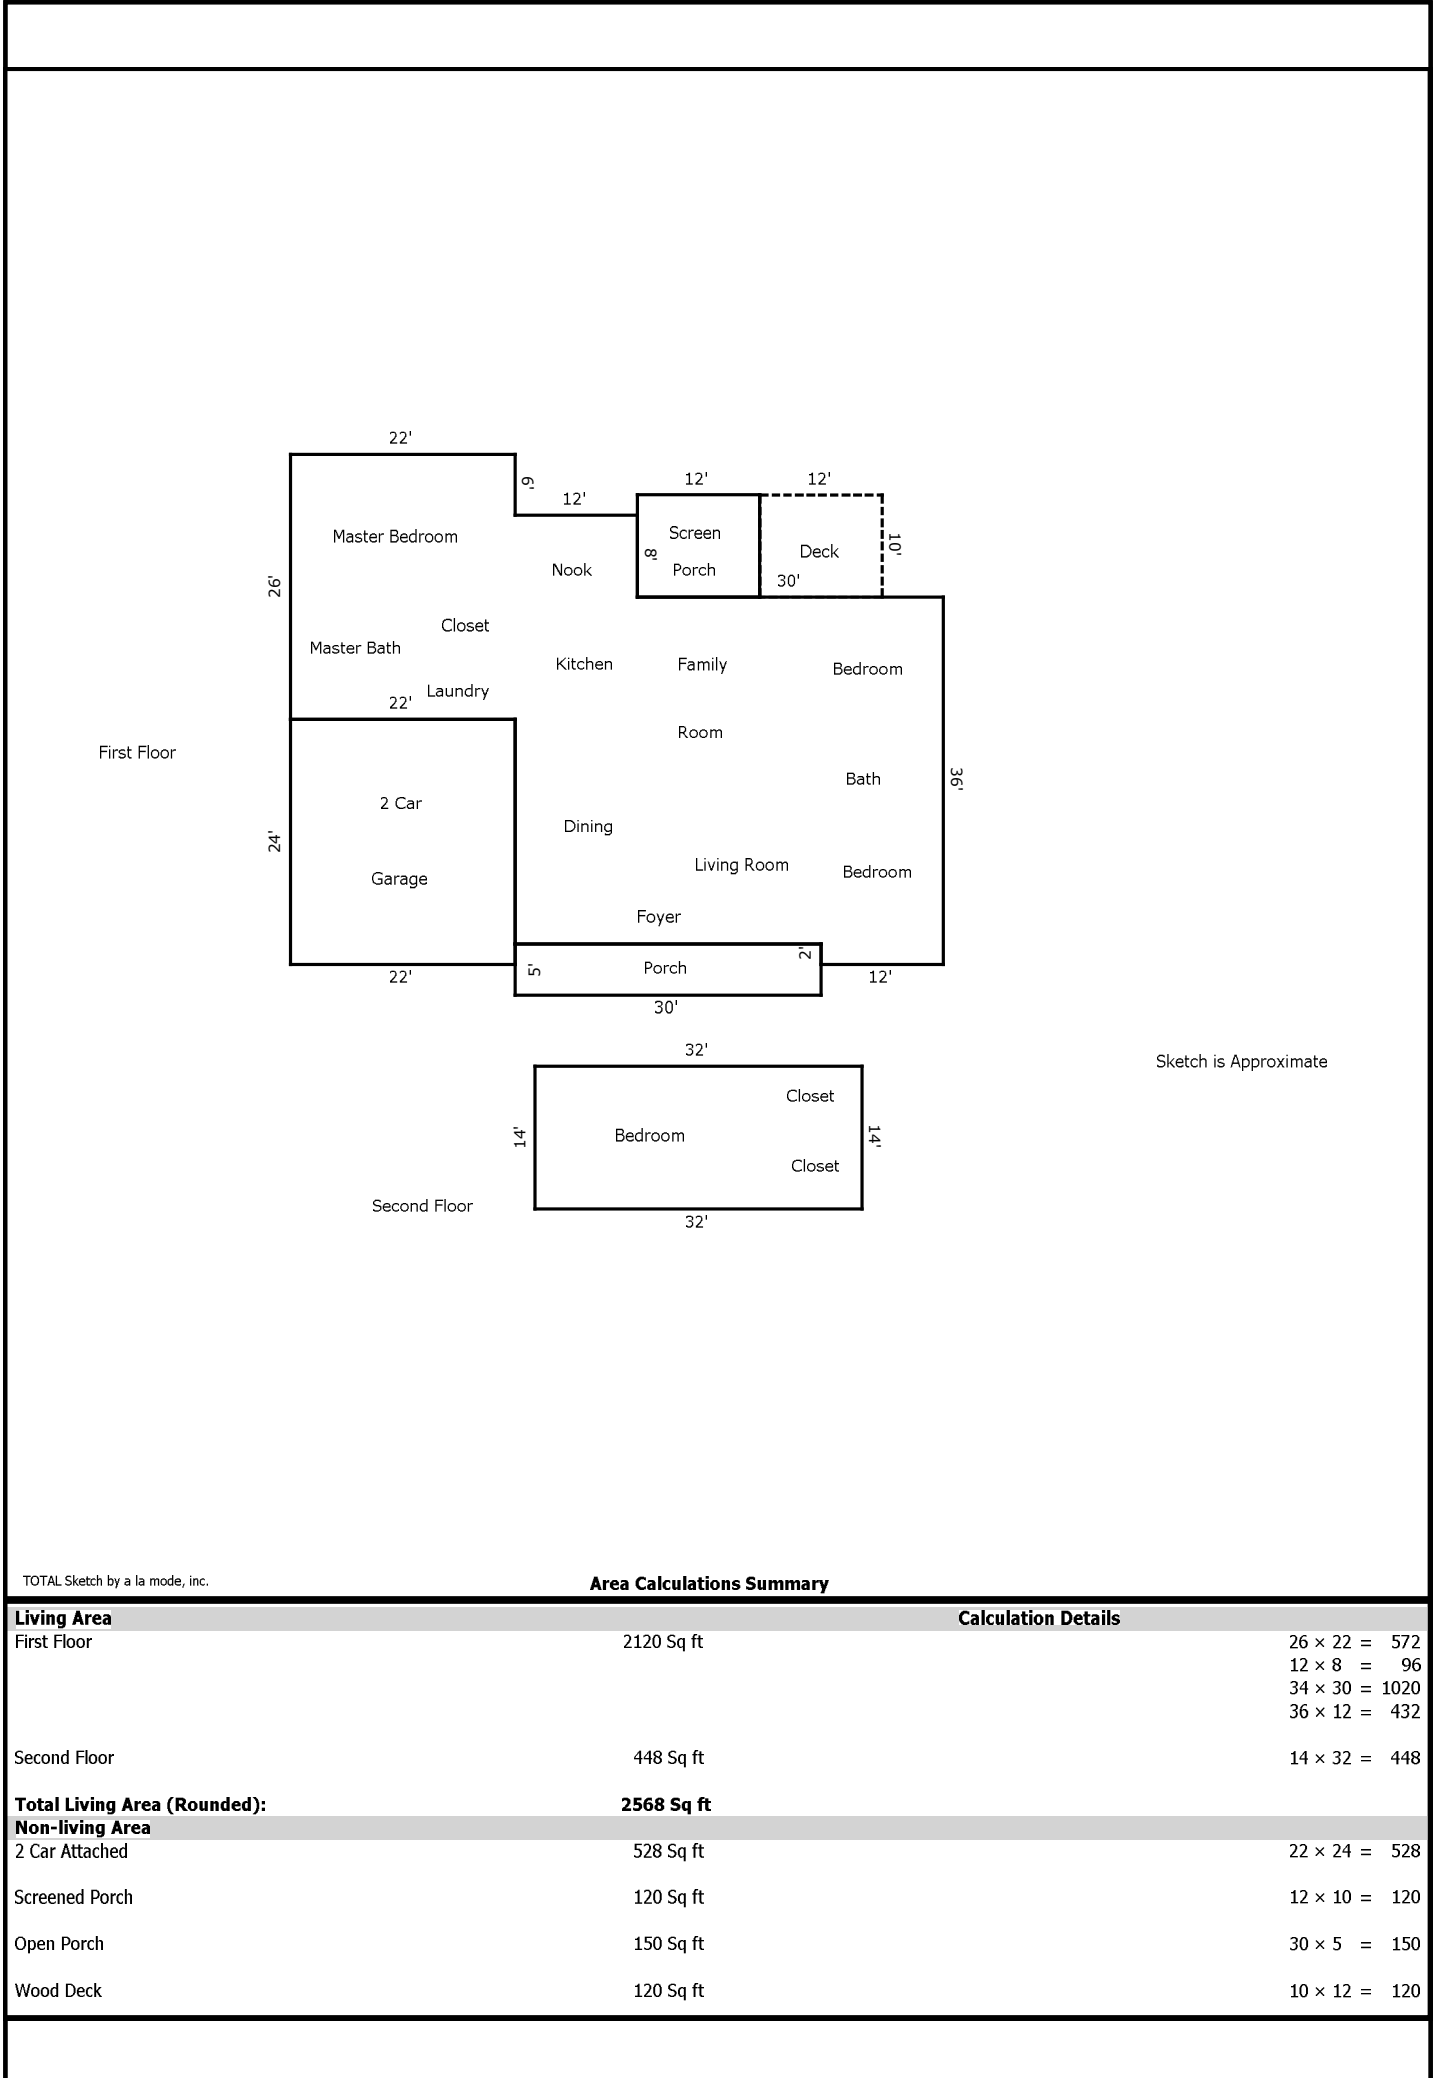 22'
6'
12'
12'
12'
Screen
Master Bedroom
10'
Deck
8'
Nook
Porch
30'
26'
Closet
Master Bath
Kitchen
Family
Bedroom
Laundry
22'
Room
First Floor
Bath
36'
2 Car
Dining
24'
Living Room
Bedroom
Garage
Foyer
2'
5'
Porch
22'
12'
30'
32'
Sketch is Approximate
Closet
14'
Bedroom
14'
Closet
Second Floor
32'
TOTAL Sketch by a la mode, inc.
Area Calculations Summary
Living Area Calculation Details
First Floor 2120 Sq ft 26 × 22 = 572
12 × 8 = 96
34 × 30 = 1020
36 × 12 = 432
Second Floor 448 Sq ft 14 × 32 = 448
Total Living Area (Rounded): 2568 Sq ft
Non-living Area
2 Car Attached 528 Sq ft 22 × 24 = 528
Screened Porch 120 Sq ft 12 × 10 = 120
Open Porch 150 Sq ft 30 × 5 = 150
Wood Deck 120 Sq ft 10 × 12 = 120